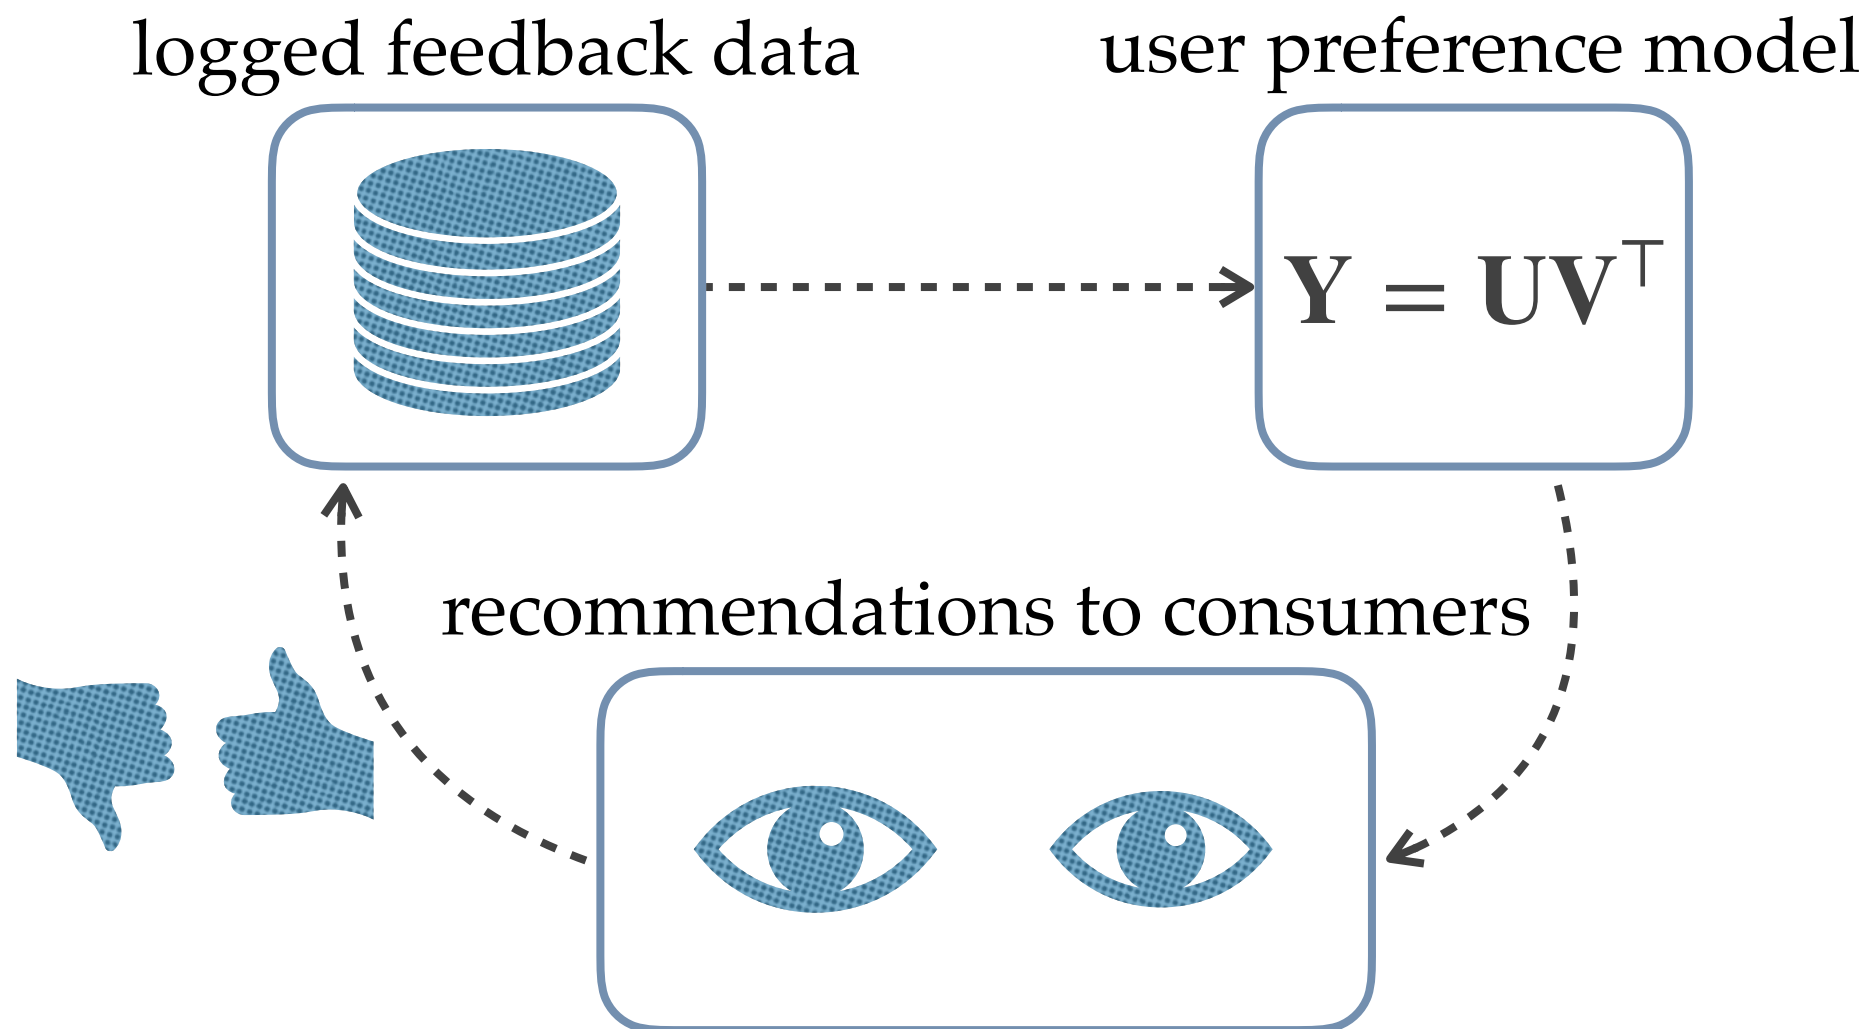 logged feedback data
user preference model
Y = UV⊤
recommendations to consumers